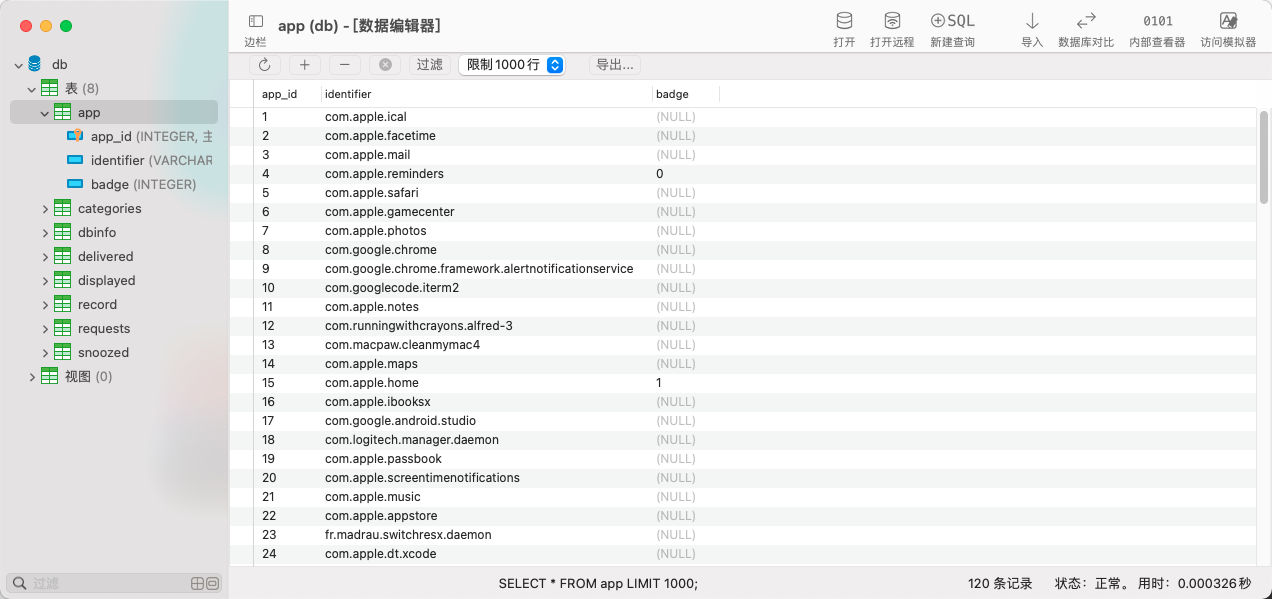 app (db) - [数据编辑器]
边栏
打开
打开远程
SQL
新建查询
导入
数据库对比
0101
内部查看器
访问模拟器
过滤
限制 1000 行
导出...
db
表 (8)
app
app_id (INTEGER, 主
identifier (VARCHAR
badge (INTEGER)
categories
dbinfo
delivered
displayed
record
requests
snoozed
视图 (0)
过滤
app_id identifier badge
1 com.apple.ical (NULL)
2 com.apple.facetime (NULL)
3 com.apple.mail (NULL)
4 com.apple.reminders 0
5 com.apple.safari (NULL)
6 com.apple.gamecenter (NULL)
7 com.apple.photos (NULL)
8 com.google.chrome (NULL)
9 com.google.chrome.framework.alertnotificationservice (NULL)
10 com.googlecode.iterm2 (NULL)
11 com.apple.notes (NULL)
12 com.runningwithcrayons.alfred-3 (NULL)
13 com.macpaw.cleanmymac4 (NULL)
14 com.apple.maps (NULL)
15 com.apple.home 1
16 com.apple.ibooksx (NULL)
17 com.google.android.studio (NULL)
18 com.logitech.manager.daemon (NULL)
19 com.apple.passbook (NULL)
20 com.apple.screentimenotifications (NULL)
21 com.apple.music (NULL)
22 com.apple.appstore (NULL)
23 fr.madrau.switchresx.daemon (NULL)
24 com.apple.dt.xcode (NULL)
SELECT * FROM app LIMIT 1000;
120 条记录
状态：正常。 用时：0.000326秒